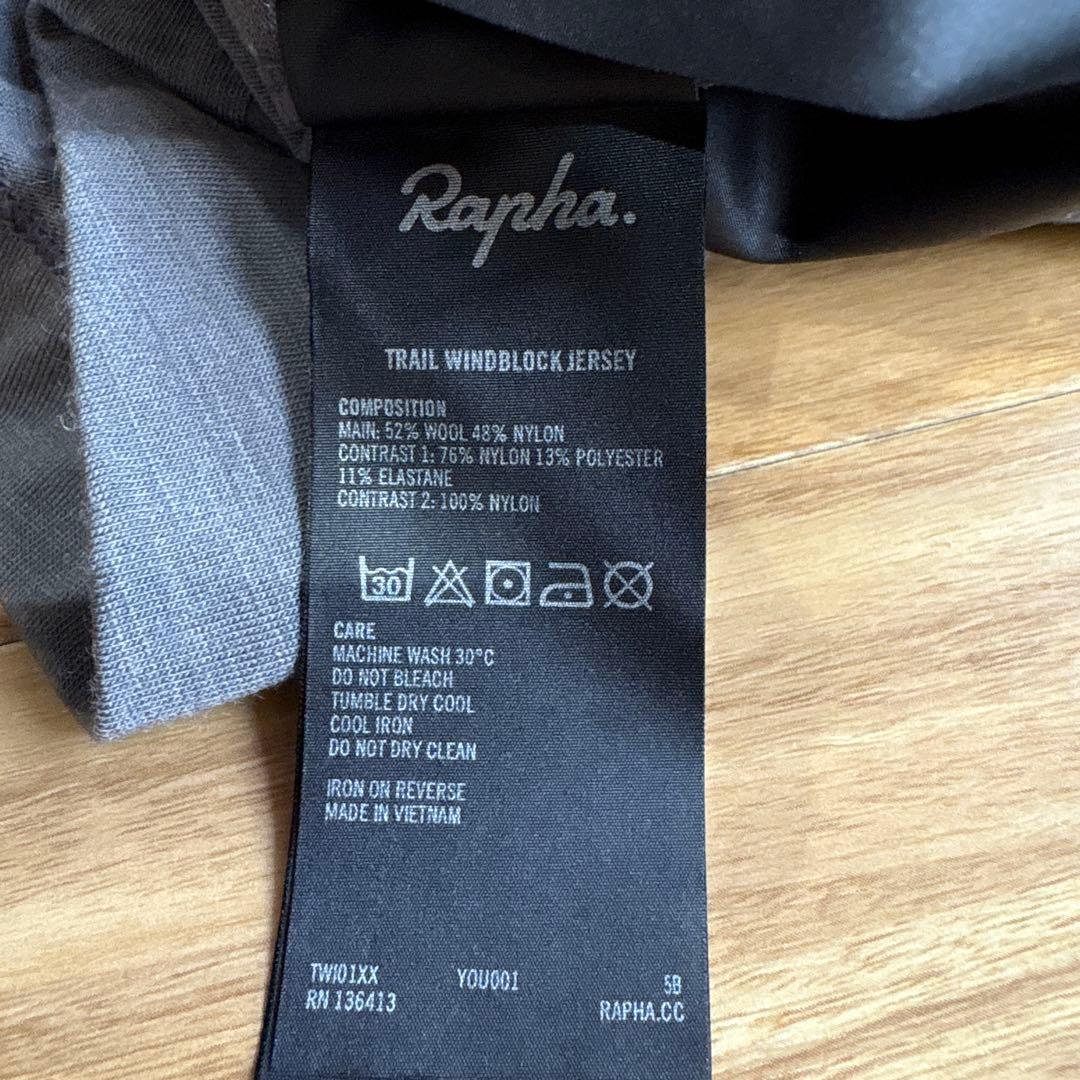 Rapha.
TRAIL WINDBLOCK JERSEY
COMPOSITION
MAIN: 52% WOOL 48% NYLON
CONTRAST 1: 76% NYLON 13% POLYESTER
11% ELASTANE
CONTRAST 2: 100% NYLON
30
CARE
MACHINE WASH 30°C
DO NOT BLEACH
TUMBLE DRY COOL
COOL IRON
DO NOT DRY CLEAN
IRON ON REVERSE
MADE IN VIETNAM
TWI01XX YOU001 5B
RN 136413 RAPHA.CC